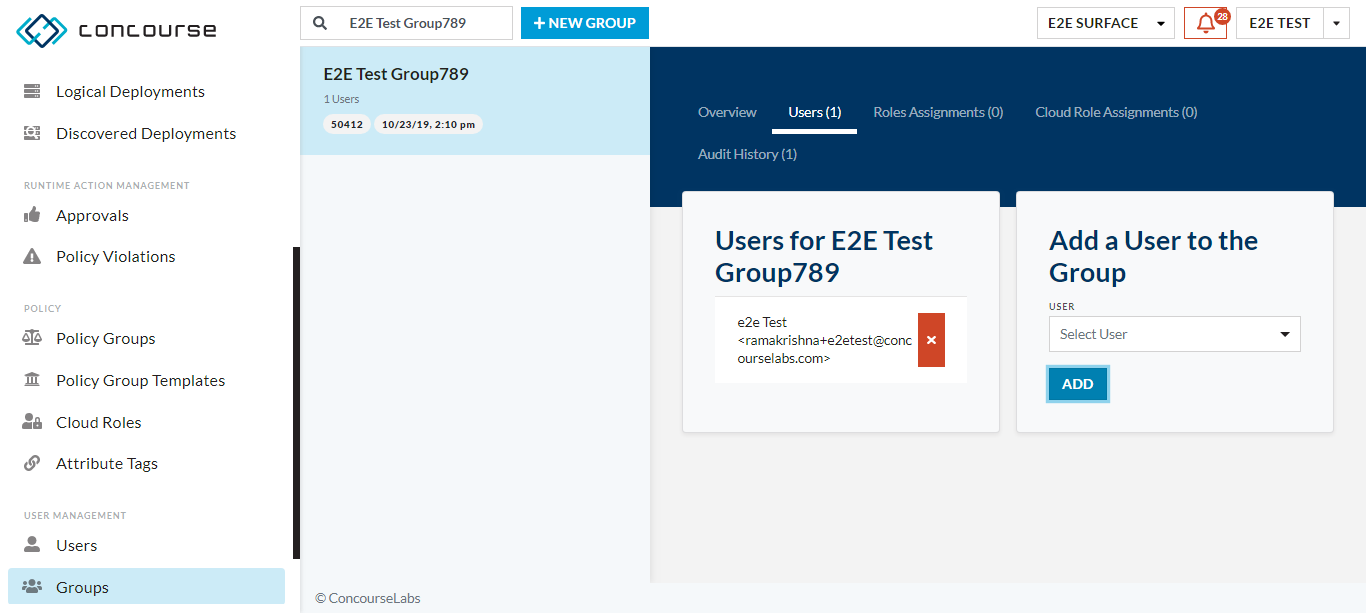 concourse
E2E Test Group789
+ NEW GROUP
E2E SURFACE
28
E2E TEST
Logical Deployments
Discovered Deployments
RUNTIME ACTION MANAGEMENT
Approvals
Policy Violations
POLICY
Policy Groups
Policy Group Templates
Cloud Roles
Attribute Tags
USER MANAGEMENT
Users
Groups
E2E Test Group789
1 Users
50412 10/23/19, 2:10 pm
Overview Users (1) Roles Assignments (0) Cloud Role Assignments (0)
Audit History (1)
Users for E2E Test
Group789
e2e Test
<ramakrishna+e2etest@conc
ourselabs.com>
Add a User to the
Group
USER
Select User
ADD
© ConcourseLabs